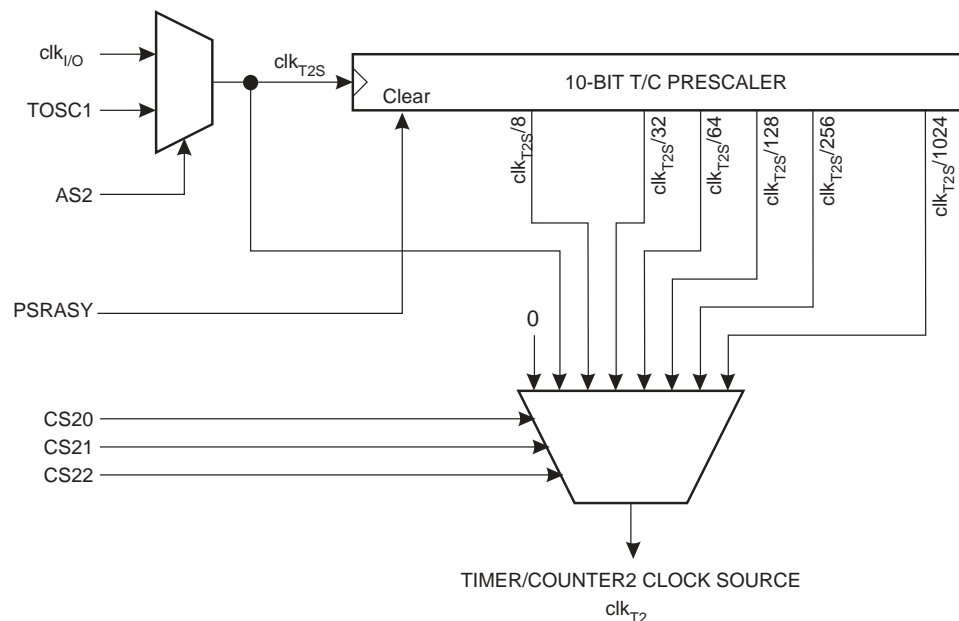 clkI/O
clkT2S
10-BIT T/C PRESCALER
TOSC1
Clear
clkT2S/8
clkT2S/32
clkT2S/64
clkT2S/128
clkT2S/256
clkT2S/1024
AS2
PSRASY
0
CS20
CS21
CS22
TIMER/COUNTER2 CLOCK SOURCE
clkT2